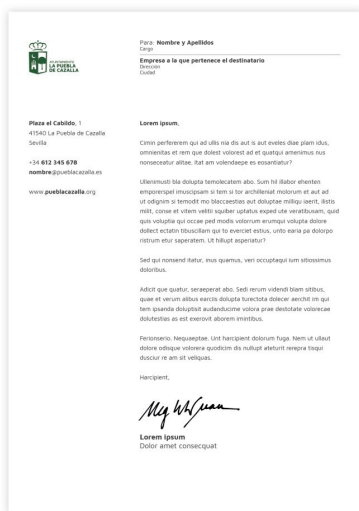 Para: Nombre y Apellidos
Cargo
Empresa a la que pertenece el destinatario
Dirección
Ciudad
Ayuntamiento
LA PUEBLA
DE CAZALLA
Plaza el Cabildo, 1
41540 La Puebla de Cazalla
Sevilla
+34 612 345 678
nombre@pueblacazalla.es
www.pueblacazalla.org
Lorem ipsum,
Cimin perfererem qui ad ullis nia dis aut is aut eveles diae plam idus,
omnienitas et rem que dolest volorest ad et quatqui amenimus nus
nonseceatur alitae. Itat am volendaepe es eosantiatur?
Ullenimusti bla dolupta temolecatem abo. Sum hil illabor ehenten
emporerspel imuscipsam si tem si tor archilleniat molorum et aut ad
ut odignim si temodit mo blaccaestias aut doluptae milliqu iaerit, illistis
milit, conse et vitem velitii squiber uptatus exped ute veratibusam, quid
quis voluptia qui occae ped modis volorrum erumqui volupta dolore
dollect ectatin tibuscillam qui to everciet estius, unto earia pa dolorpo
ristrum etur saperatem. Ut hillupt asperiatur?
Sed qui nonsend itatur, inus quamus, veri occuptaqui ium sitiossimus
doloribus.
Adicit que quatur, seraeperat abo. Sedi rerum videndi blam sitibus,
quae et verum alibus earcis dolupta turectota dolecer aerchit im qui
tem ipsanda doluptisit audanducime volora prae destotate volorecae
dolutestias as est exerovit aborem imintibus.
Ferionserio. Nequaeptae. Unt harcipient dolorum fuga. Nem ut ullaut
dolore odisque volorera quodicim dis nullupt ateturit rerepra tisqui
dusciur re am sit veliquas.
Harcipient,
Lorem ipsum
Dolor amet consecquat